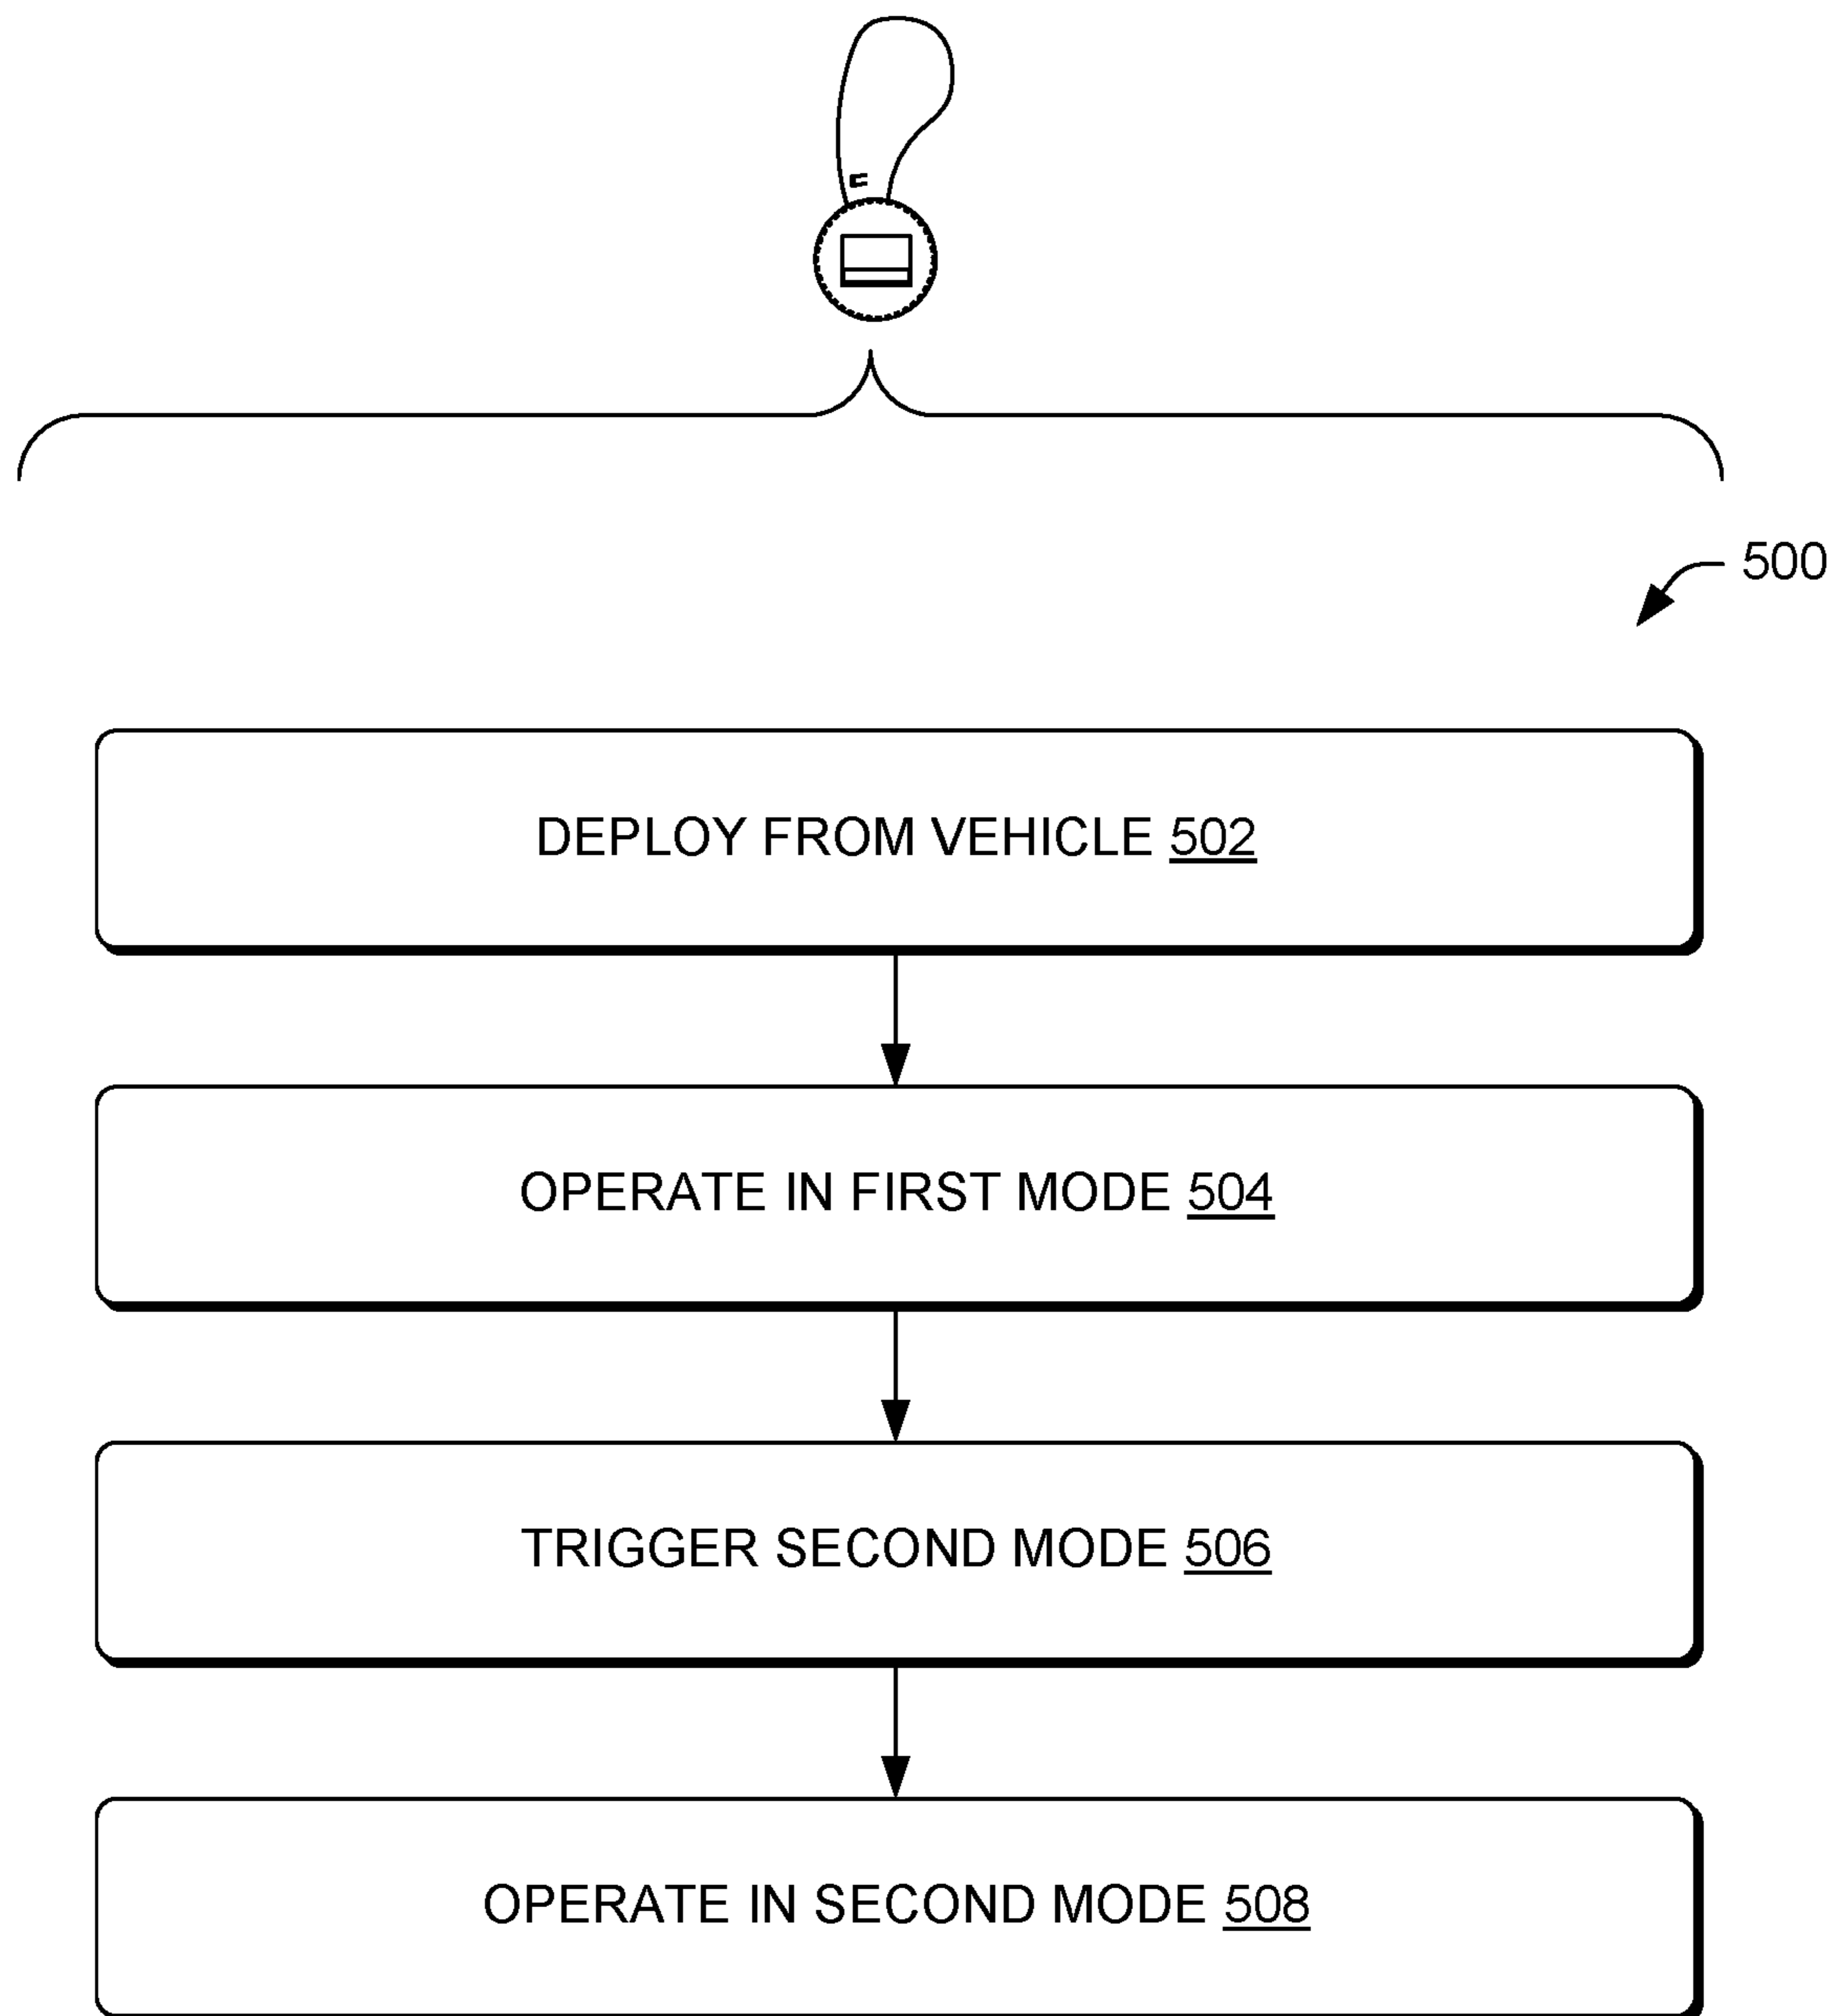 500
DEPLOY FROM VEHICLE 502
OPERATE IN FIRST MODE 504
TRIGGER SECOND MODE 506
OPERATE IN SECOND MODE 508